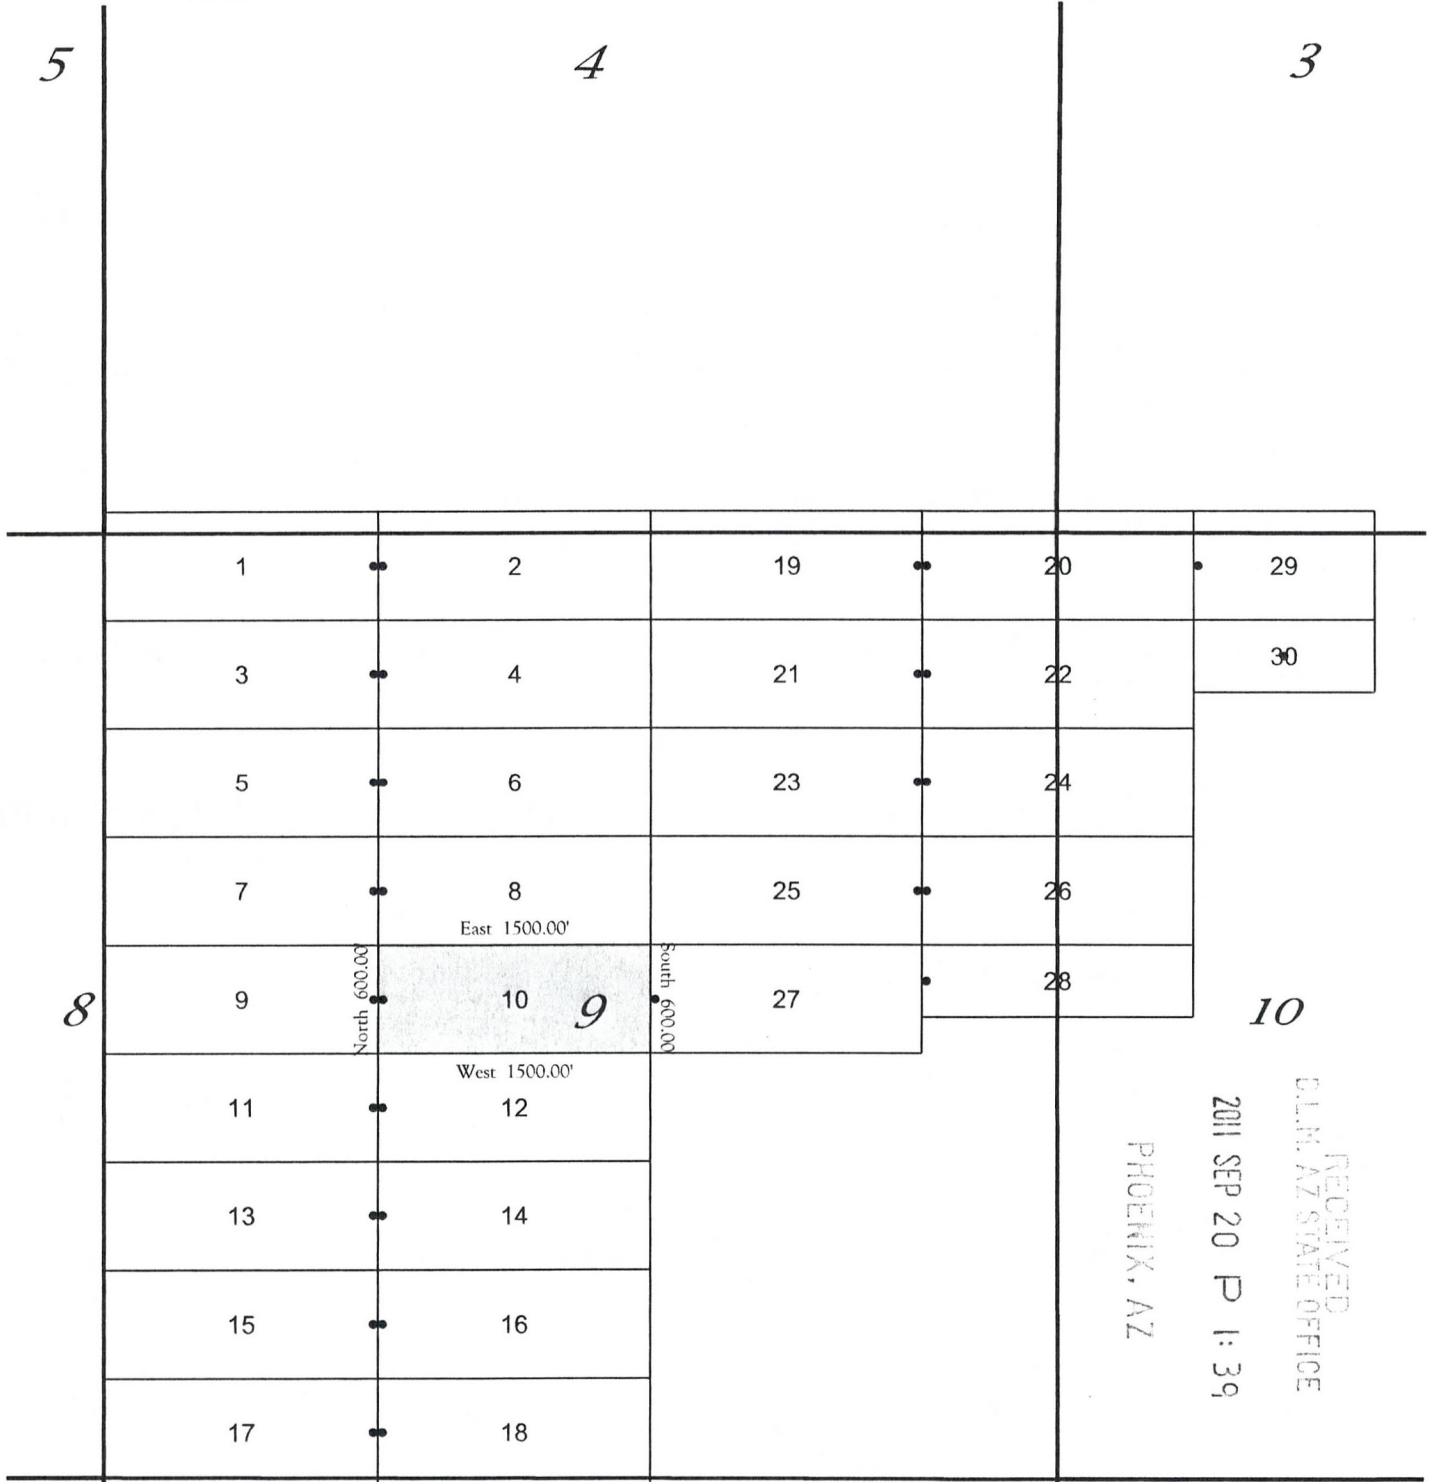 5 4 3
1 2 19 20 29
30
3 4 21 22
5 6 23 24
7 8 25 26
East 1500.00'
North 600.00'
South 600.00'
28
8 9 10 9 27 10
West 1500.00'
11 12
13 14
15 16
17 18
RECEIVED
B.L.M. AZ STATE OFFICE
2011 SEP 20 P 1:39
PHOENIX, AZ